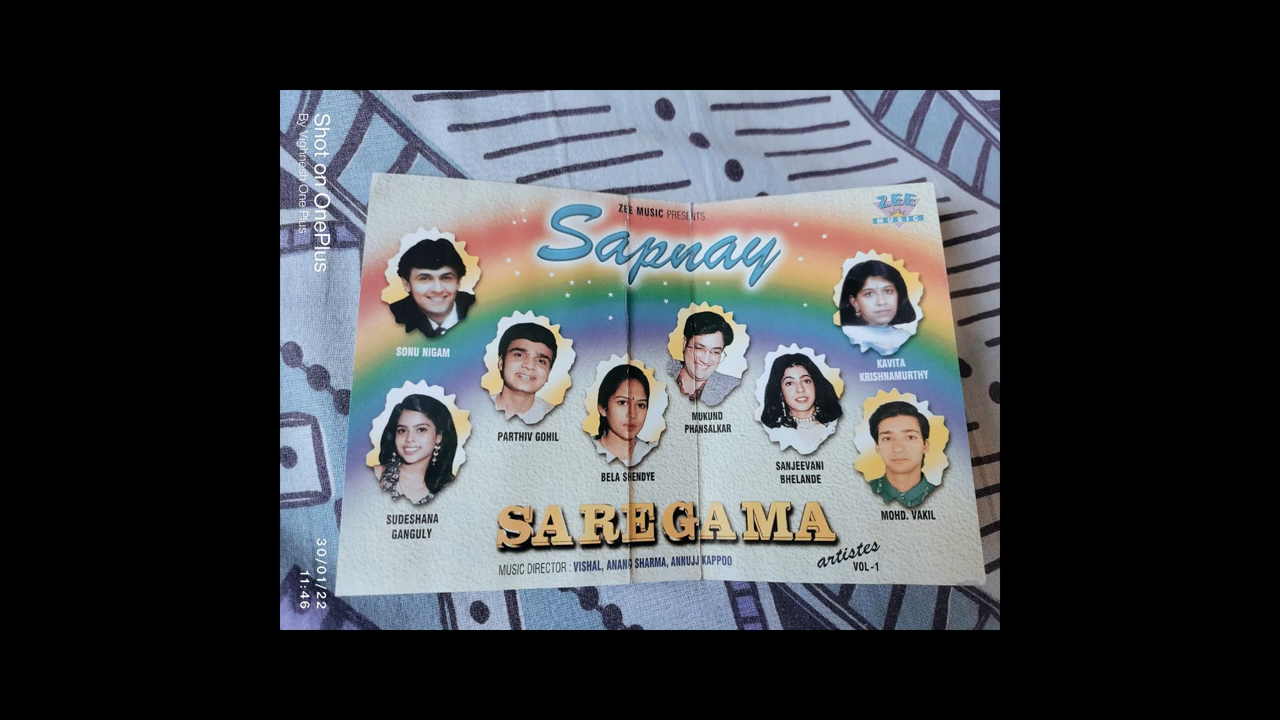 ZEE MUSIC PRESENTS
Sapnay
ZEE
MUSIC
SONU NIGAM
KAVITA
KRISHNAMURTHY
PARTHIV GOHIL
MUKUND
PHANSALKAR
BELA SHENDYE
SANJEEVANI
BHELANDE
SUDESHANA
GANGULY
MOHD. VAKIL
SAREGAMA
artistes
VOL-1
MUSIC DIRECTOR : VISHAL, ANAND SHARMA, ANNUJJ KAPPOO
Shot on OnePlus
By Vighnesh One Plus
30/01/22
11:46